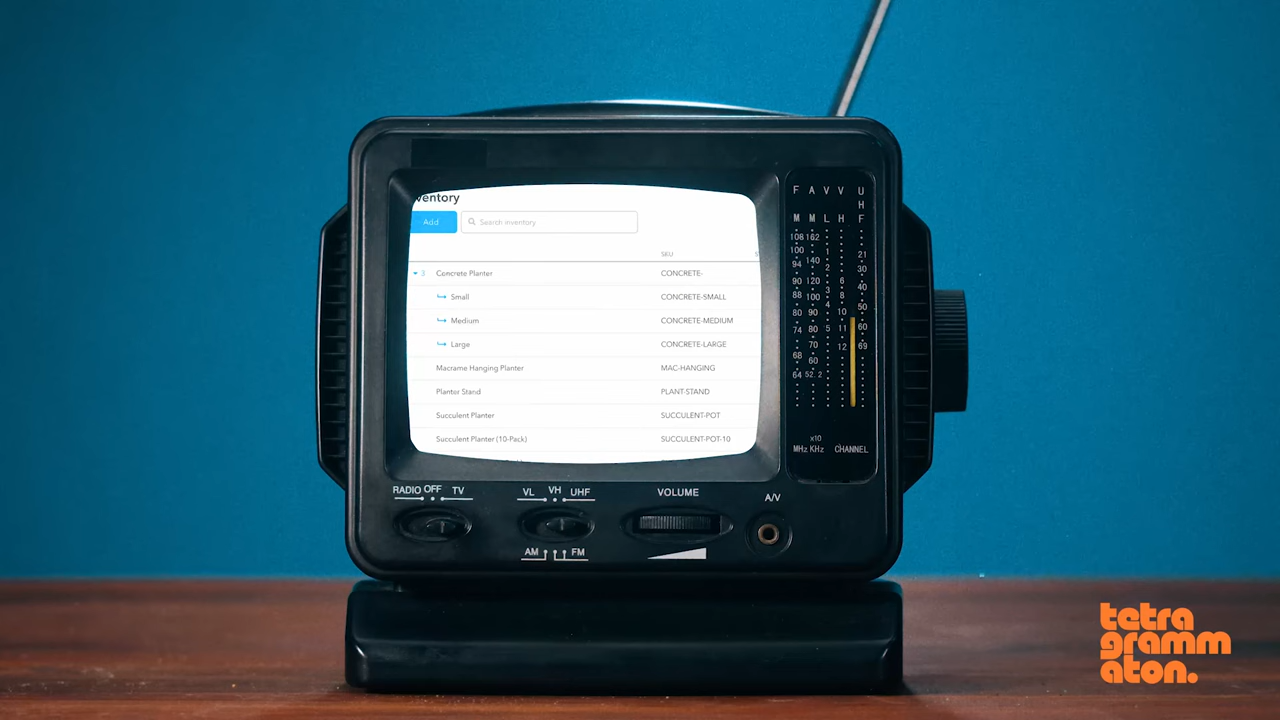 ventory
Add
Search inventory
SKU
3 Concrete Planter CONCRETE-
Small CONCRETE-SMALL
Medium CONCRETE-MEDIUM
Large CONCRETE-LARGE
Macrame Hanging Planter MAC-HANGING
Planter Stand PLANT-STAND
Succulent Planter SUCCULENT-POT
Succulent Planter (10-Pack) SUCCULENT-POT-10
F A V V U
H
M M L H F
108 162
100 1 21
94 140 2 30
90 120 6 40
88 100 3 8
80 90 4 10 50
74 80 5 11 60
70 12 69
68 60
64 52.2
x10
MHz KHz CHANNEL
RADIO OFF TV
VL VH UHF
AM FM
VOLUME
A/V
tetra
gramm
aton.